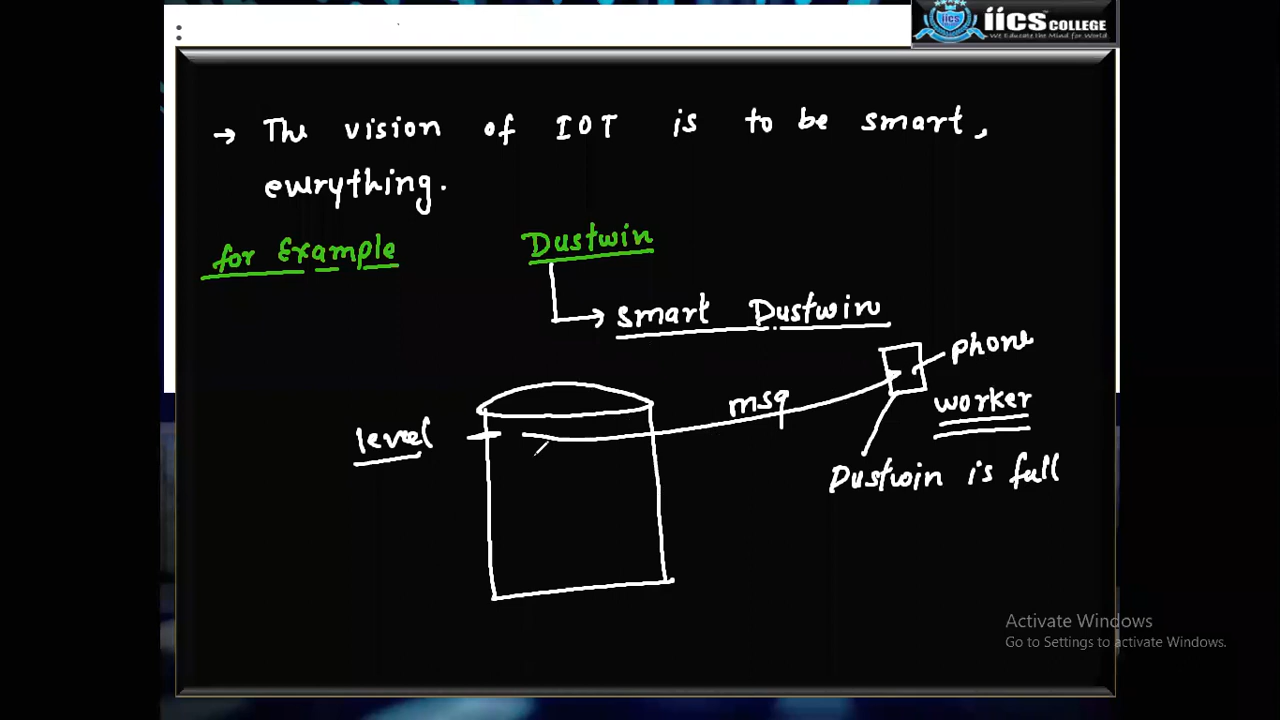 :
iics™ COLLEGE
WE Educate the Mind for World
→ The vision of IOT is to be smart,
everything.
for Example
Dustwin
→ smart Dustwin
phone
msg
worker
level
Dustwin is full
Activate Windows
Go to Settings to activate Windows.